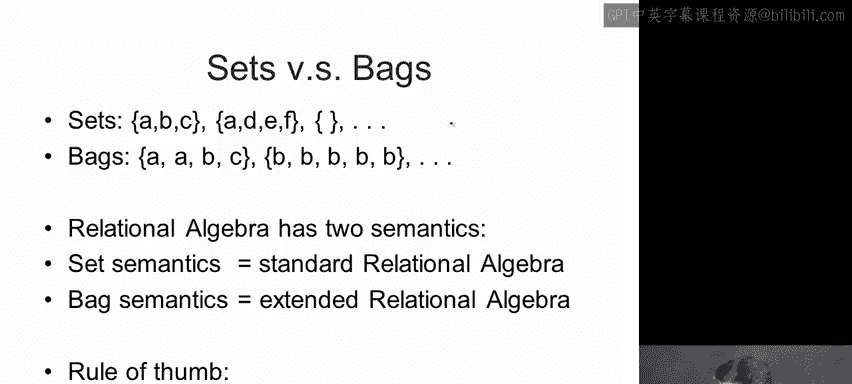 GPT中英字幕课程资源@bilibili.com
Sets v.s. Bags
• Sets: {a,b,c}, {a,d,e,f}, { }, . . .
• Bags: {a, a, b, c}, {b, b, b, b, b}, . . .
• Relational Algebra has two semantics:
• Set semantics = standard Relational Algebra
• Bag semantics = extended Relational Algebra
• Rule of thumb: